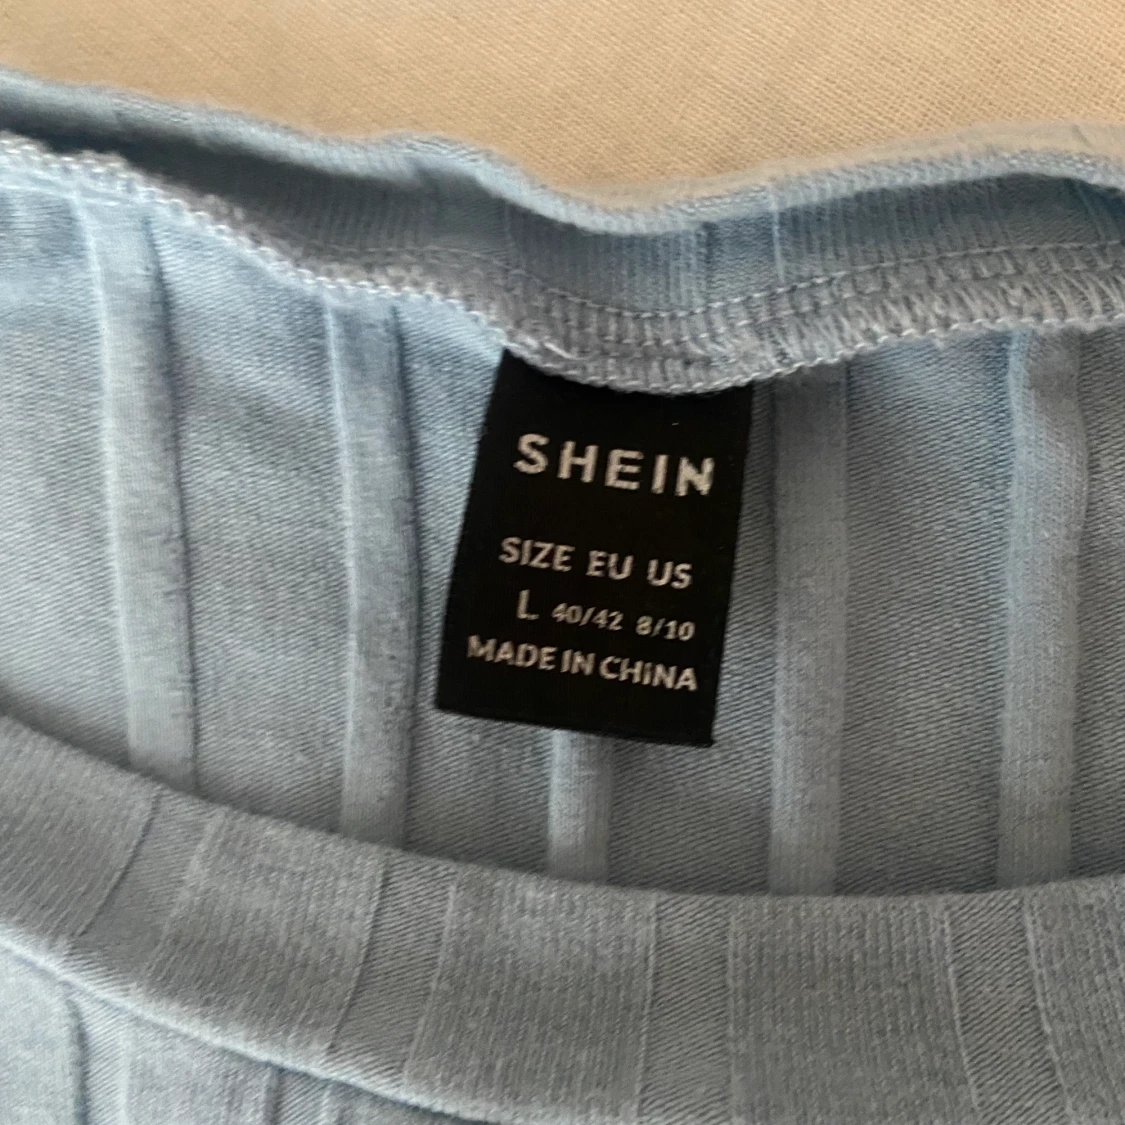 SHEIN
SIZE EU US
L 40/42 8/10
MADE IN CHINA